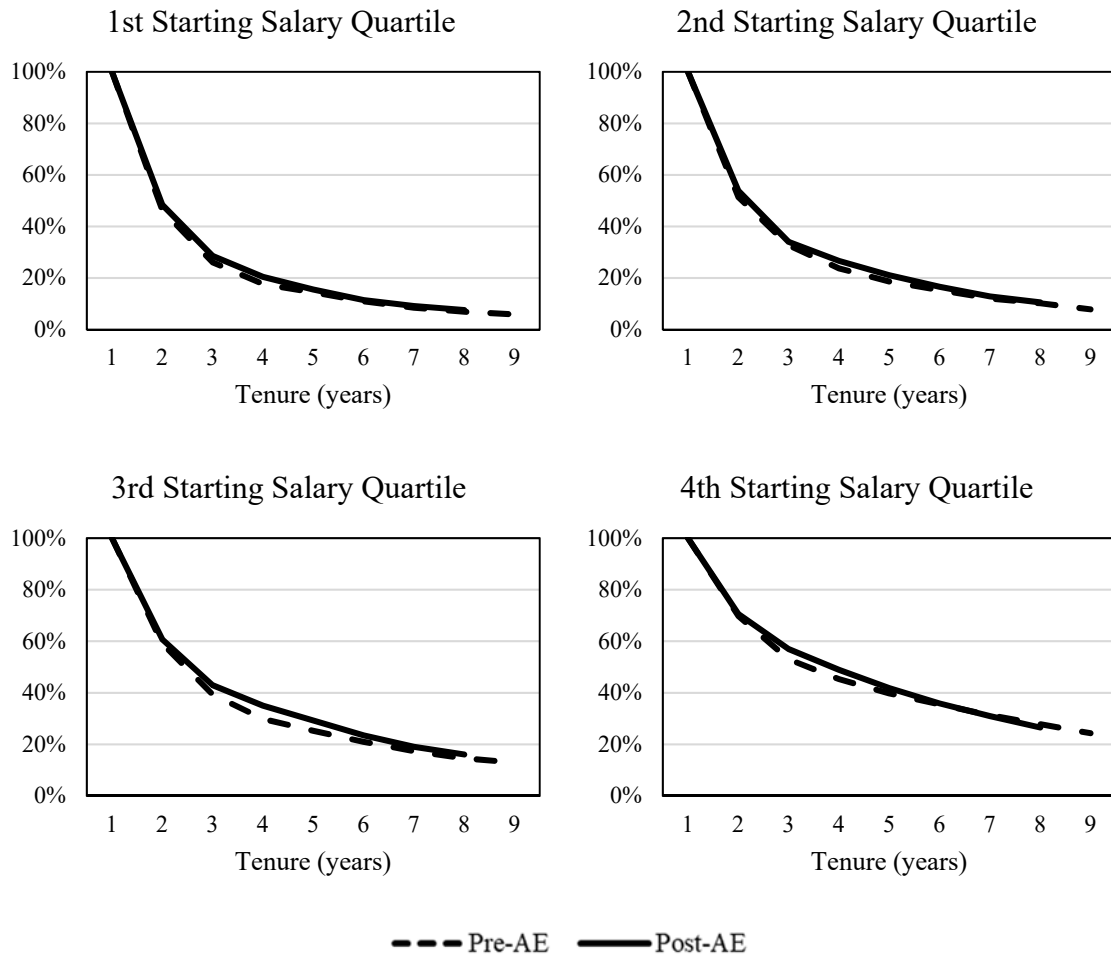 1st Starting Salary Quartile
100%
80%
60%
40%
20%
0%
1 2 3 4 5 6 7 8 9
Tenure (years)
2nd Starting Salary Quartile
100%
80%
60%
40%
20%
0%
1 2 3 4 5 6 7 8 9
Tenure (years)
3rd Starting Salary Quartile
100%
80%
60%
40%
20%
0%
1 2 3 4 5 6 7 8 9
Tenure (years)
4th Starting Salary Quartile
100%
80%
60%
40%
20%
0%
1 2 3 4 5 6 7 8 9
Tenure (years)
Pre-AE Post-AE